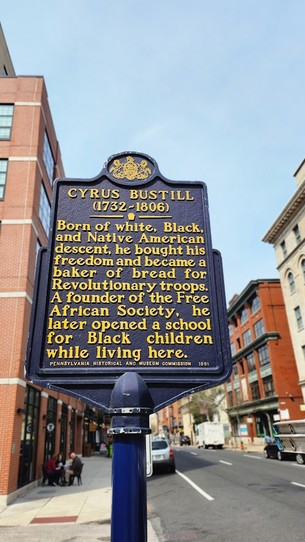 CYRUS BUSTILL
(1732-1806)
Born of white, Black,
and Native American
descent, he bought his
freedom and became a
baker of bread for
Revolutionary troops.
A founder of the Free
African Society, he
later opened a school
for Black children
while living here.
PENNSYLVANIA HISTORICAL AND MUSEUM COMMISSION 1991